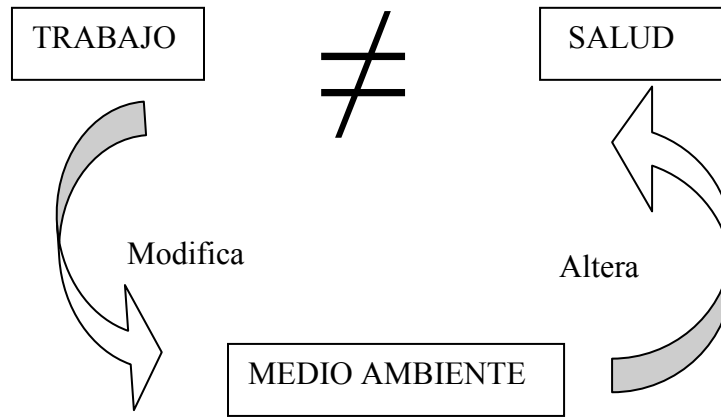 TRABAJO
≠
SALUD
Modifica
Altera
MEDIO AMBIENTE